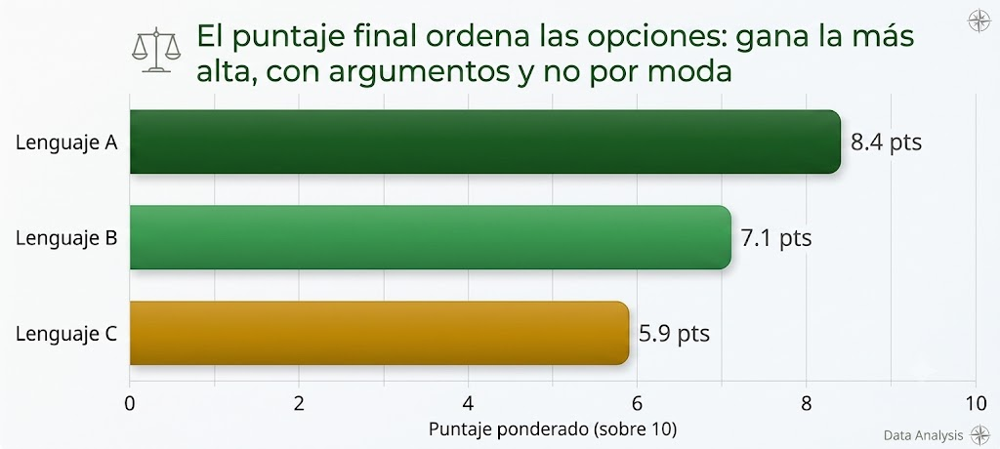 El puntaje final ordena las opciones: gana la más
alta, con argumentos y no por moda
Lenguaje A
8.4 pts
Lenguaje B
7.1 pts
Lenguaje C
5.9 pts
0 2 4 6 8 10
Puntaje ponderado (sobre 10)
Data Analysis